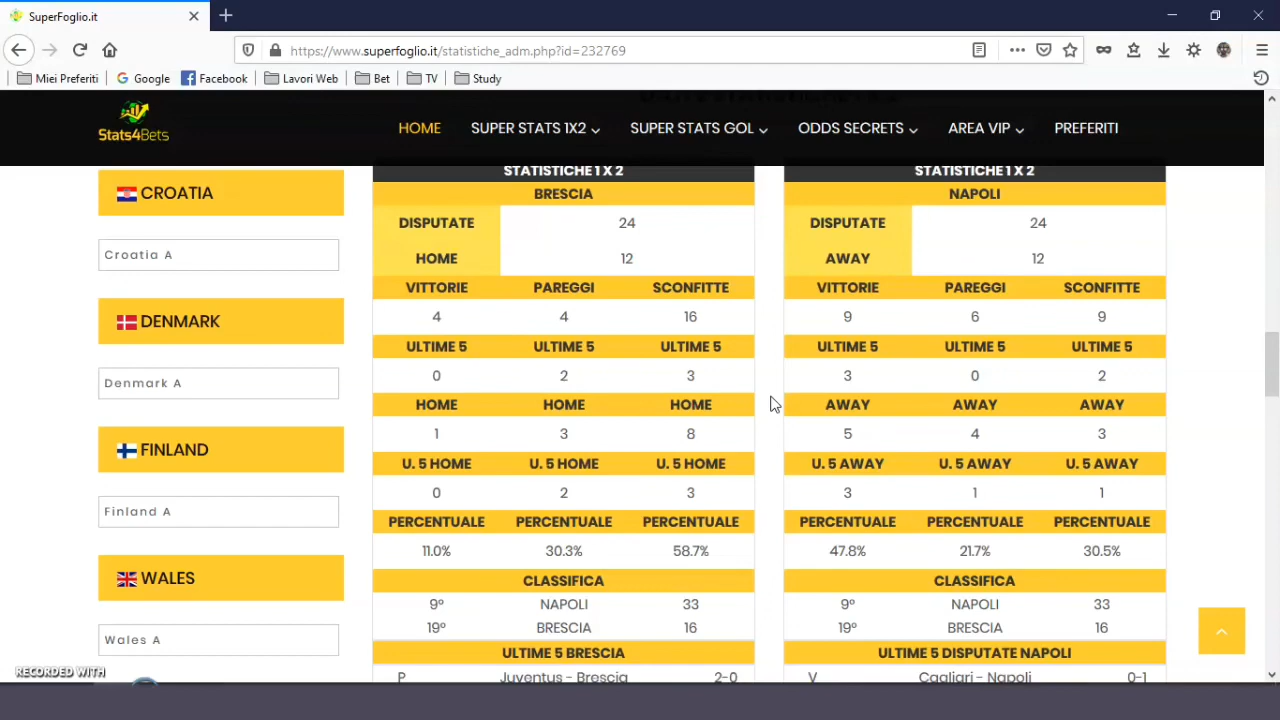 SuperFoglio.it
https://www.superfoglio.it/statistiche_adm.php?id=232769
Miei Preferiti Google Facebook Lavori Web Bet TV Study
Stats4Bets
HOME SUPER STATS 1X2 SUPER STATS GOL ODDS SECRETS AREA VIP PREFERITI
CROATIA
Croatia A
DENMARK
Denmark A
FINLAND
Finland A
WALES
Wales A
RECORDED WITH
STATISTICHE 1 X 2
BRESCIA
DISPUTATE 24
HOME 12
VITTORIE PAREGGI SCONFITTE
4 4 16
ULTIME 5 ULTIME 5 ULTIME 5
0 2 3
HOME HOME HOME
1 3 8
U. 5 HOME U. 5 HOME U. 5 HOME
0 2 3
PERCENTUALE PERCENTUALE PERCENTUALE
11.0% 30.3% 58.7%
CLASSIFICA
9° NAPOLI 33
19° BRESCIA 16
ULTIME 5 BRESCIA
P Juventus - Brescia 2-0
STATISTICHE 1 X 2
NAPOLI
DISPUTATE 24
AWAY 12
VITTORIE PAREGGI SCONFITTE
9 6 9
ULTIME 5 ULTIME 5 ULTIME 5
3 0 2
AWAY AWAY AWAY
5 4 3
U. 5 AWAY U. 5 AWAY U. 5 AWAY
3 1 1
PERCENTUALE PERCENTUALE PERCENTUALE
47.8% 21.7% 30.5%
CLASSIFICA
9° NAPOLI 33
19° BRESCIA 16
ULTIME 5 DISPUTATE NAPOLI
V Cagliari - Napoli 0-1